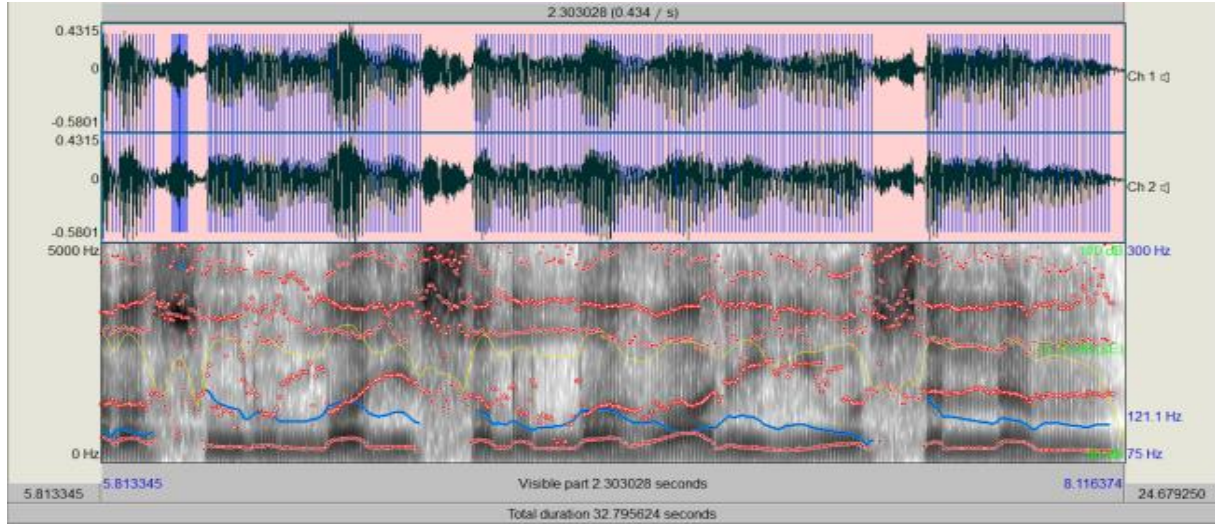 2.303028 (0.434 / s)
0.4315
0
-0.5801
Ch 1
0.4315
0
-0.5801
Ch 2
5000 Hz
100 dB
300 Hz
121.1 Hz
0 Hz
75 Hz
5.813345
5.813345
Visible part 2.303028 seconds
8.116374
24.679250
Total duration 32.795624 seconds